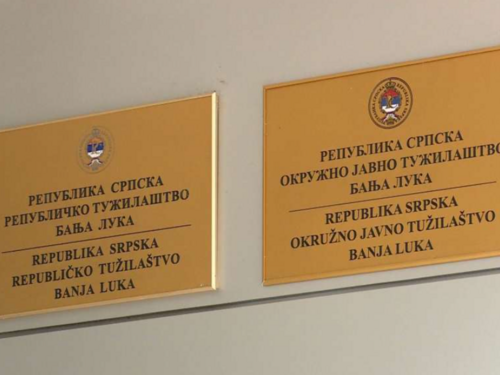 РЕПУБЛИКА СРПСКА
РЕПУБЛИЧКО ТУЖИЛАШТВО
БАЊА ЛУКА
REPUBLIKA SRPSKA
REPUBLIČKO TUŽILAŠTVO
BANJA LUKA
РЕПУБЛИКА СРПСКА
ОКРУЖНО ЈАВНО ТУЖИЛАШТВО
БАЊА ЛУКА
REPUBLIKA SRPSKA
OKRUŽNO JAVNO TUŽILAŠTVO
BANJA LUKA